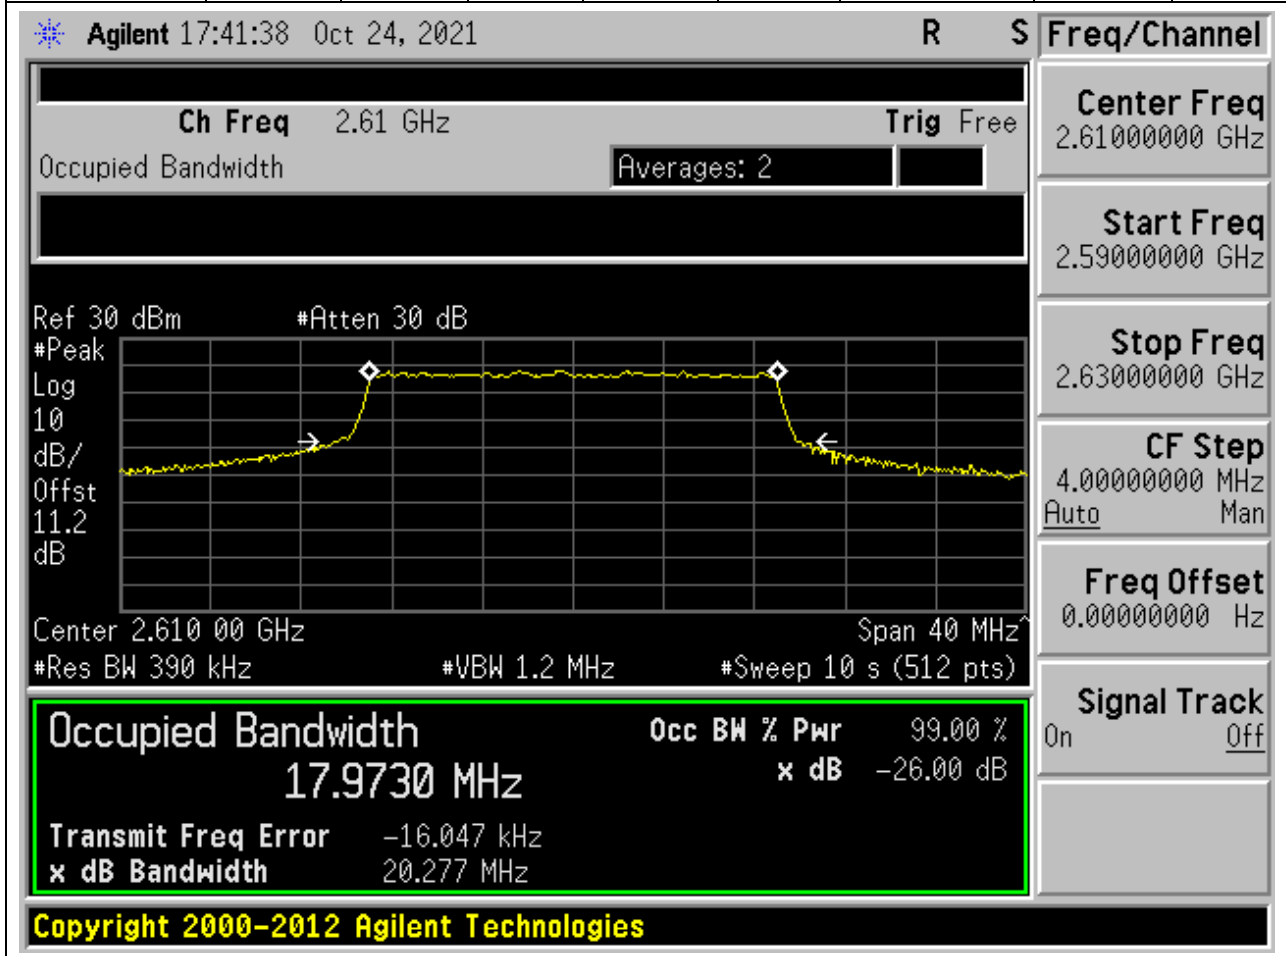 Agilent 17:41:38 Oct 24, 2021 R S
Freq/Channel
Ch Freq 2.61 GHz Trig Free
Occupied Bandwidth Averages: 2
Ref 30 dBm #Atten 30 dB
#Peak
Log
10
dB/
Offst
11.2
dB
Center 2.610 00 GHz Span 40 MHz^
#Res BW 390 kHz #VBW 1.2 MHz #Sweep 10 s (512 pts)
Occupied Bandwidth Occ BW % Pwr 99.00 %
17.9730 MHz x dB -26.00 dB
Transmit Freq Error -16.047 kHz
x dB Bandwidth 20.277 MHz
Copyright 2000-2012 Agilent Technologies
Center Freq
2.61000000 GHz
Start Freq
2.59000000 GHz
Stop Freq
2.63000000 GHz
CF Step
4.00000000 MHz
Auto Man
Freq Offset
0.00000000 Hz
Signal Track
On Off